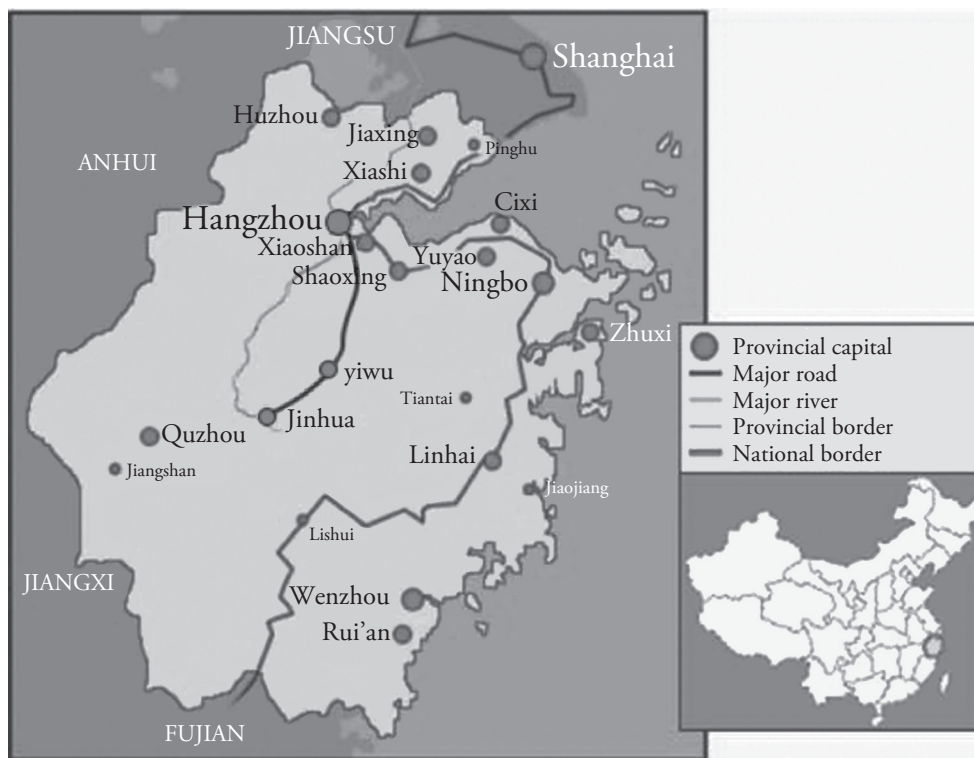 JIANGSU
Shanghai
Huzhou
Jiaxing
Pinghu
ANHUI
Xiashi
Cixi
Hangzhou
Xiaoshan
Yuyao
Shaoxing
Ningbo
Zhuxi
yiwu
Tiantai
Jinhua
Quzhou
Linhai
Jiangshan
Jiaojiang
Lishui
JIANGXI
Wenzhou
Rui’an
FUJIAN
Provincial capital
Major road
Major river
Provincial border
National border